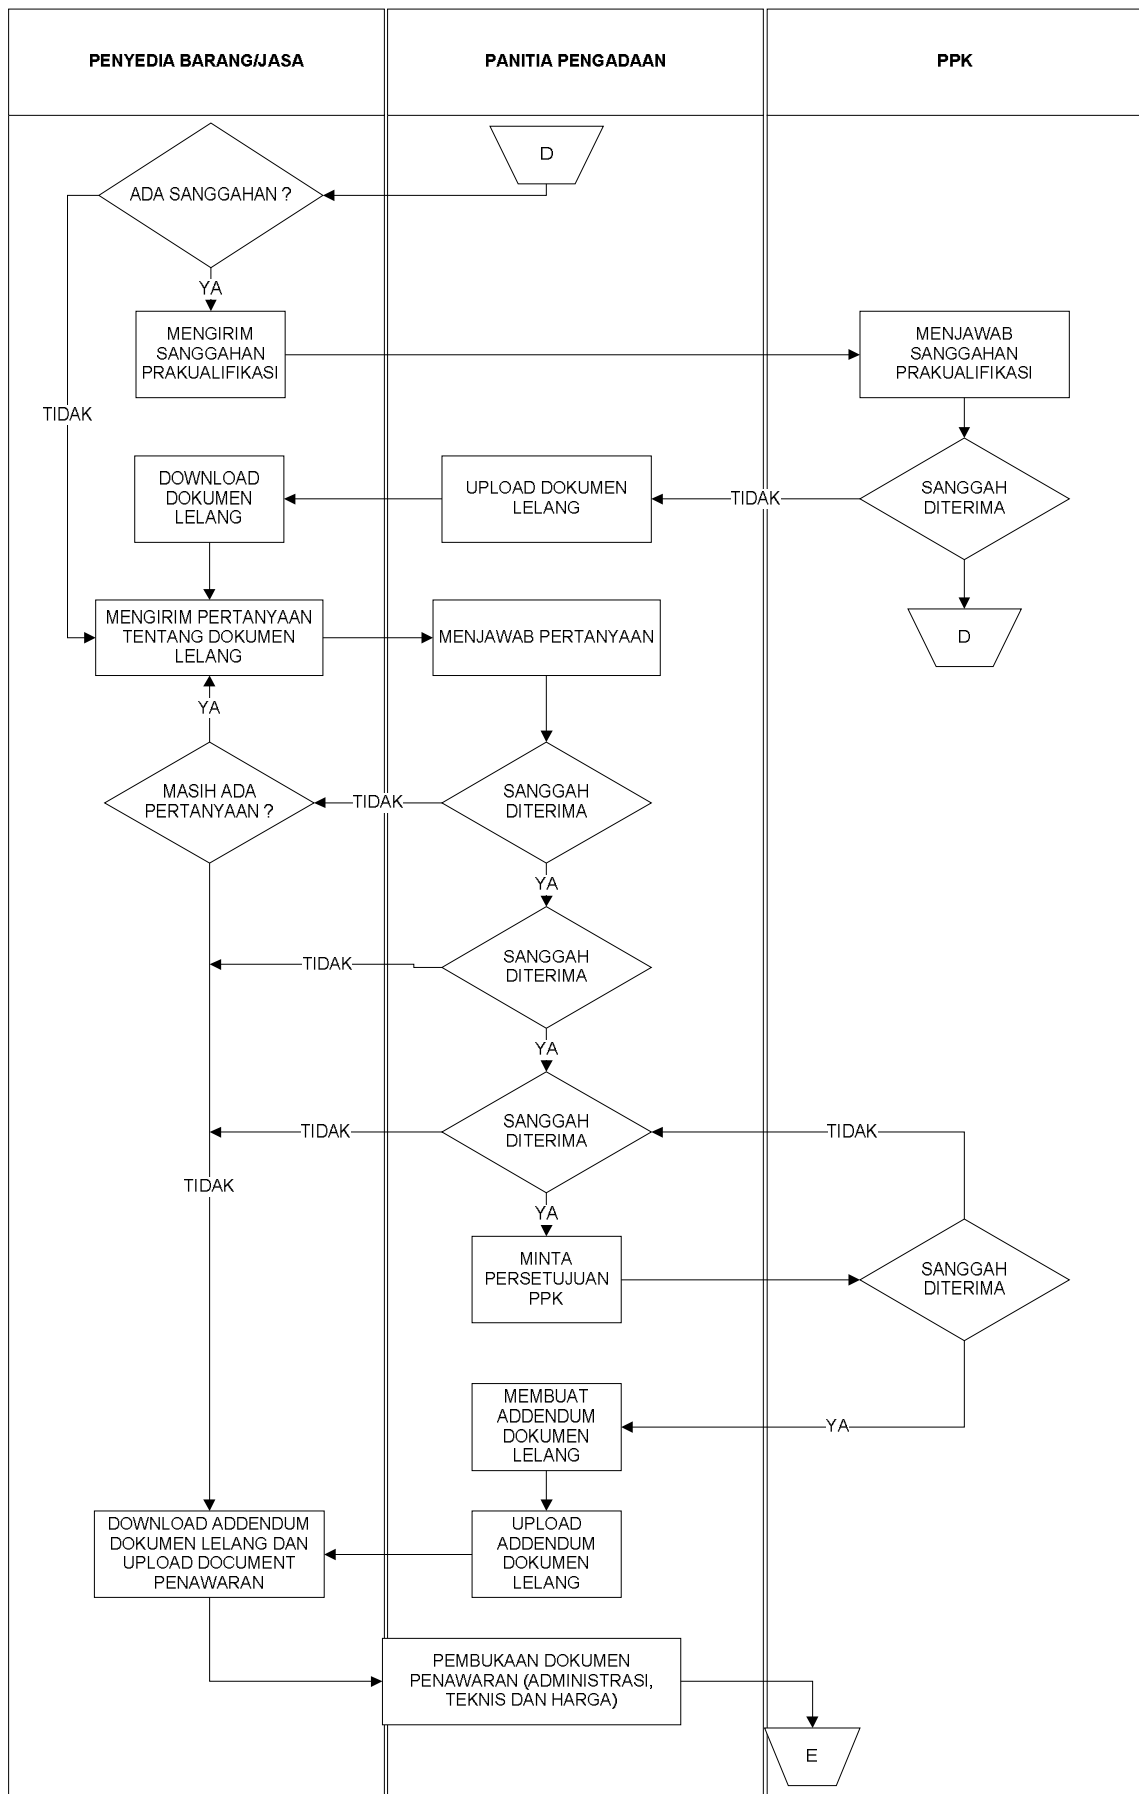 PENYEDIA BARANG/JASA
PANITIA PENGADAAN
PPK
D
ADA SANGGAHAN ?
YA
MENGIRIM
SANGGAHAN
PRAKUALIFIKASI
MENJAWAB
SANGGAHAN
PRAKUALIFIKASI
TIDAK
DOWNLOAD
DOKUMEN
LELANG
UPLOAD DOKUMEN
LELANG
TIDAK
SANGGAH
DITERIMA
MENGIRIM PERTANYAAN
TENTANG DOKUMEN
LELANG
MENJAWAB PERTANYAAN
D
YA
MASIH ADA
PERTANYAAN ?
TIDAK
SANGGAH
DITERIMA
YA
TIDAK
SANGGAH
DITERIMA
YA
TIDAK
SANGGAH
DITERIMA
TIDAK
TIDAK
YA
MINTA
PERSETUJUAN
PPK
SANGGAH
DITERIMA
MEMBUAT
ADDENDUM
DOKUMEN
LELANG
YA
DOWNLOAD ADDENDUM
DOKUMEN LELANG DAN
UPLOAD DOCUMENT
PENAWARAN
UPLOAD
ADDENDUM
DOKUMEN
LELANG
PEMBUKAAN DOKUMEN
PENAWARAN (ADMINISTRASI,
TEKNIS DAN HARGA)
E